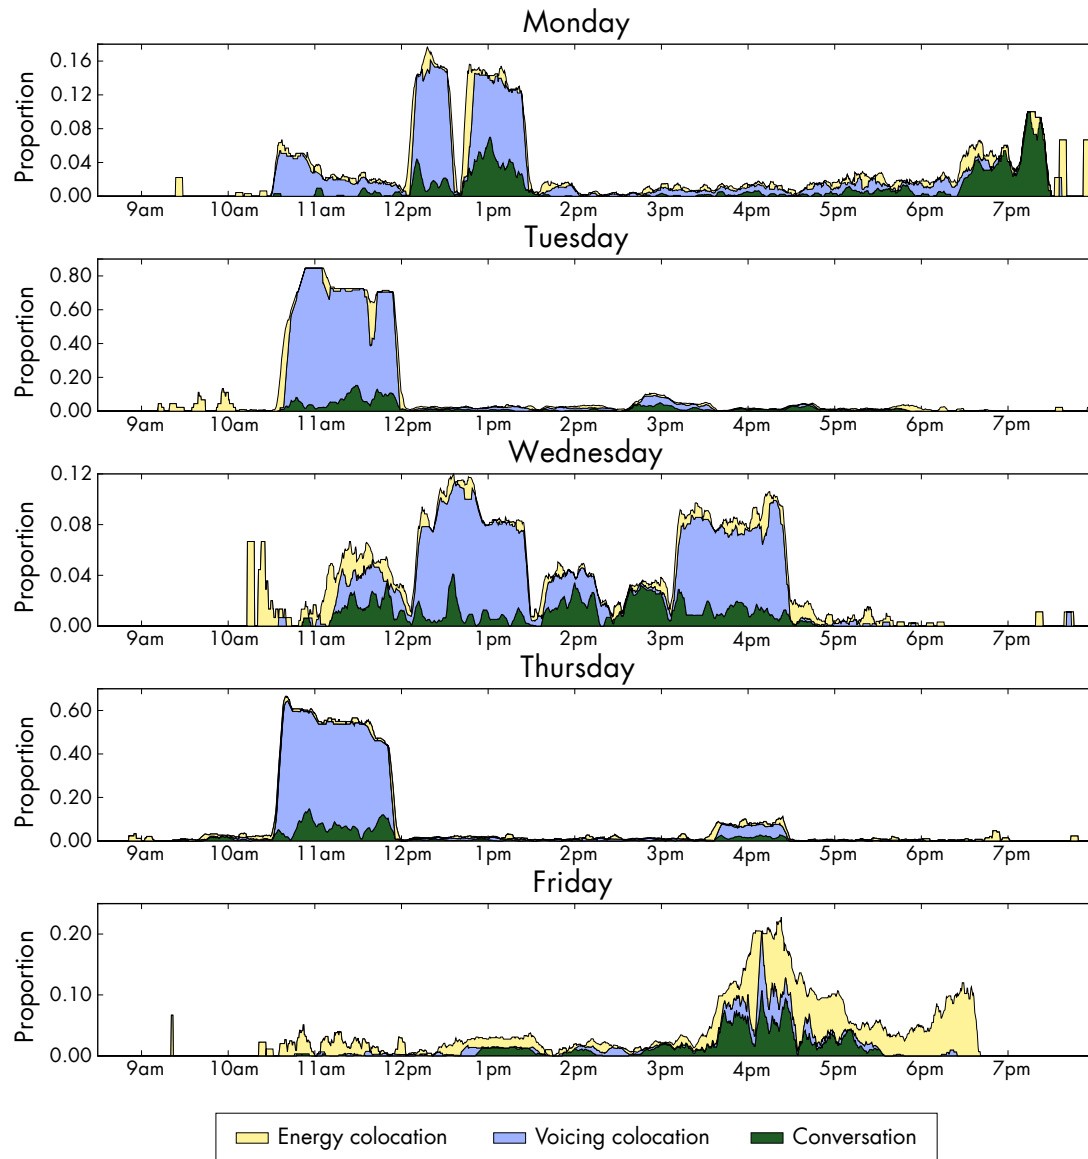 Monday
Proportion
0.16
0.12
0.08
0.04
0.00
9am 10am 11am 12pm 1pm 2pm 3pm 4pm 5pm 6pm 7pm
Tuesday
Proportion
0.80
0.60
0.40
0.20
0.00
9am 10am 11am 12pm 1pm 2pm 3pm 4pm 5pm 6pm 7pm
Wednesday
Proportion
0.12
0.08
0.04
0.00
9am 10am 11am 12pm 1pm 2pm 3pm 4pm 5pm 6pm 7pm
Thursday
Proportion
0.60
0.40
0.20
0.00
9am 10am 11am 12pm 1pm 2pm 3pm 4pm 5pm 6pm 7pm
Friday
Proportion
0.20
0.10
0.00
9am 10am 11am 12pm 1pm 2pm 3pm 4pm 5pm 6pm 7pm
Energy colocation Voicing colocation Conversation